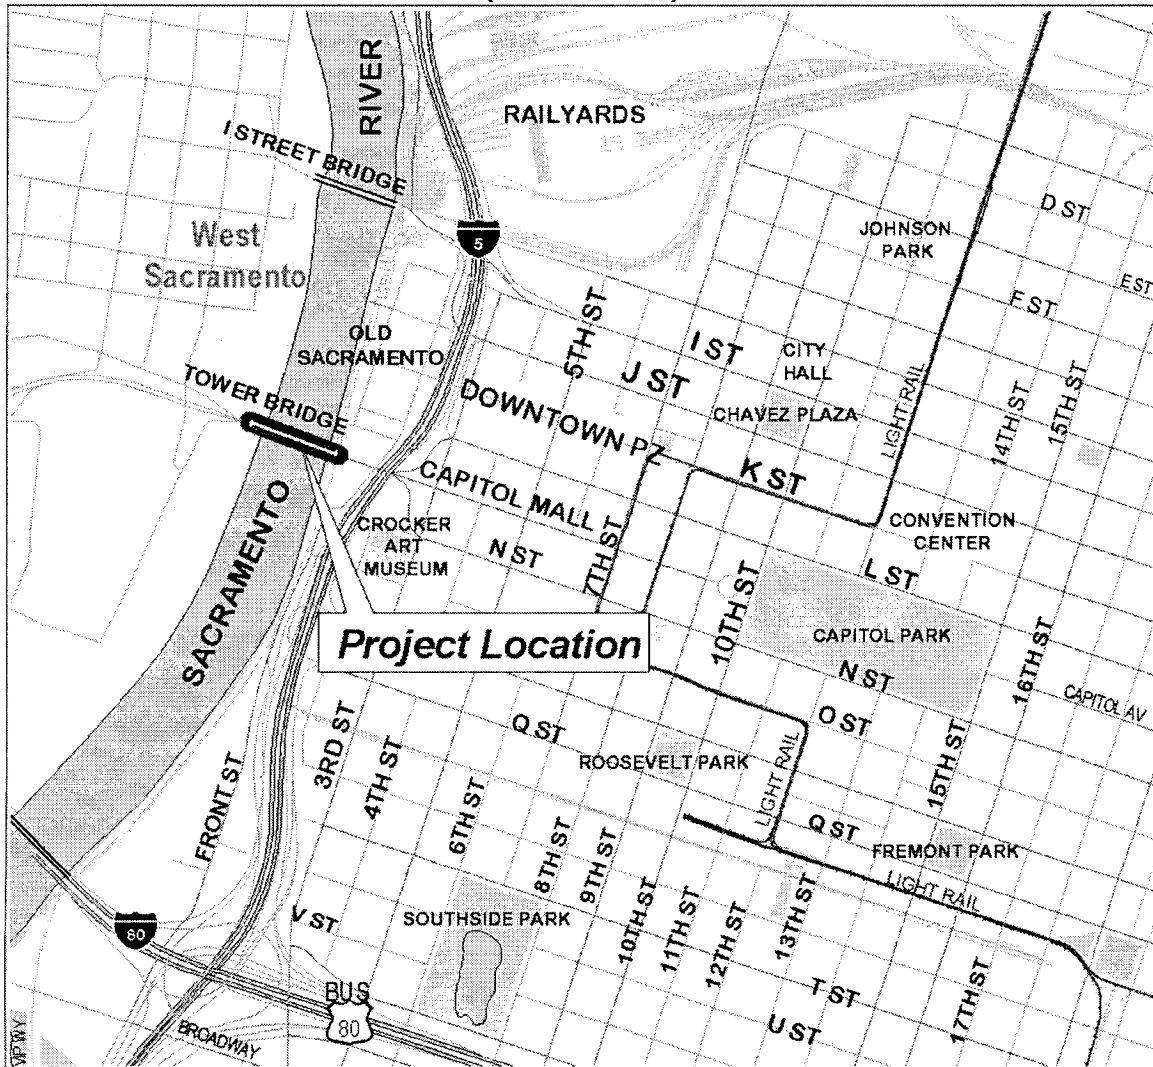 RIVER
RAILYARDS
I STREET BRIDGE
D ST
JOHNSON
PARK
West
Sacramento
5
E ST
F ST
5TH ST
I ST
CITY
HALL
OLD
SACRAMENTO
J ST
LIGHT RAIL
14TH ST
15TH ST
TOWER BRIDGE
DOWNTOWN PZ
CHAVEZ PLAZA
K ST
CAPITOL MALL
CONVENTION
CENTER
CROCKER
ART
MUSEUM
N ST
7TH ST
L ST
SACRAMENTO
10TH ST
CAPITOL PARK
Project Location
N ST
16TH ST
CAPITOL AV
O ST
3RD ST
4TH ST
Q ST
ROOSEVELT PARK
LIGHT RAIL
15TH ST
FRONT ST
6TH ST
8TH ST
9TH ST
Q ST
FREMONT PARK
LIGHT RAIL
80
V ST
SOUTHSIDE PARK
10TH ST
11TH ST
12TH ST
13TH ST
BUS
80
T ST
17TH ST
U ST
BROADWAY